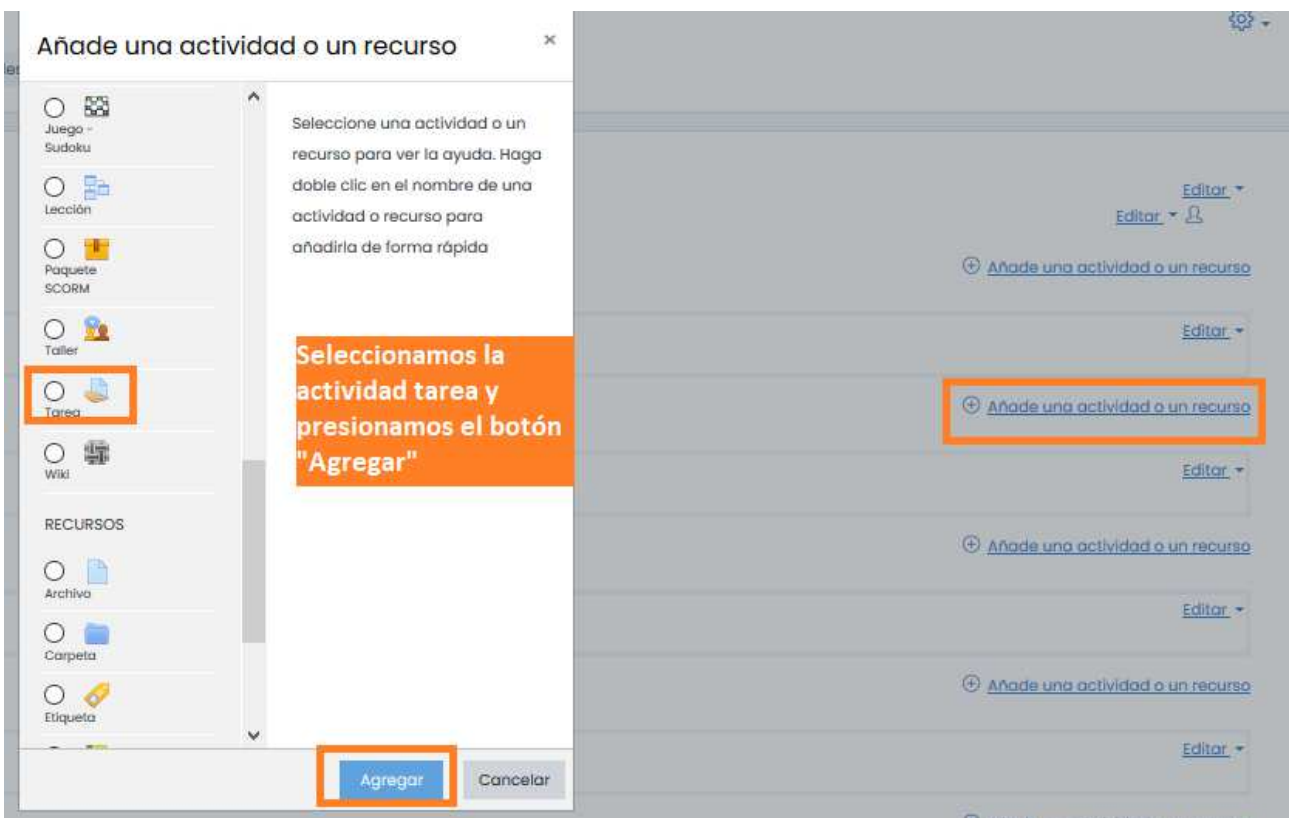 Añade una actividad o un recurso ×
Juego -
Sudoku
Lección
Paquete
SCORM
Taller
Tarea
Wiki
RECURSOS
Archivo
Carpeta
Etiqueta
Seleccione una actividad o un
recurso para ver la ayuda. Haga
doble clic en el nombre de una
actividad o recurso para
añadirla de forma rápida
Seleccionamos la
actividad tarea y
presionamos el botón
"Agregar"
Agregar
Cancelar
Editar
Editar
Añade una actividad o un recurso
Editar
Añade una actividad o un recurso
Editar
Añade una actividad o un recurso
Editar
Añade una actividad o un recurso
Editar